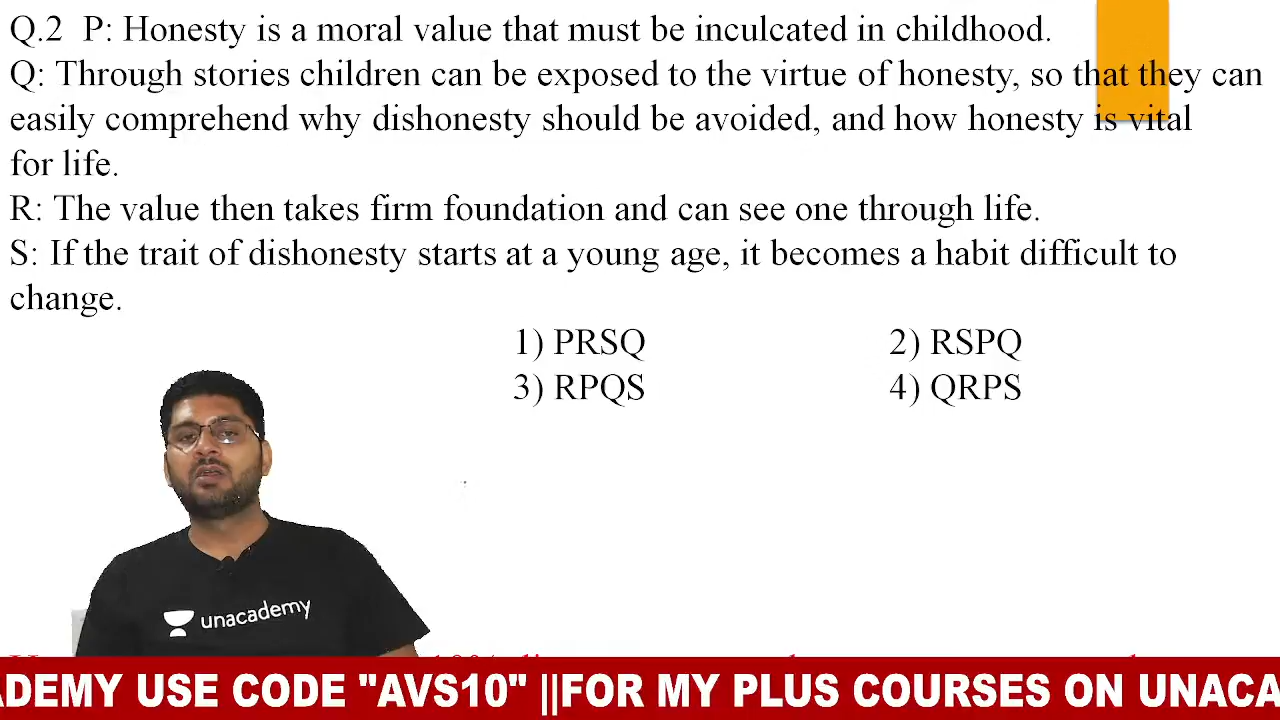 Q.2 P: Honesty is a moral value that must be inculcated in childhood.
Q: Through stories children can be exposed to the virtue of honesty, so that they can
easily comprehend why dishonesty should be avoided, and how honesty is vital
for life.
R: The value then takes firm foundation and can see one through life.
S: If the trait of dishonesty starts at a young age, it becomes a habit difficult to
change.
1) PRSQ 2) RSPQ
3) RPQS 4) QRPS
unacademy
ADEMY USE CODE "AVS10" ||FOR MY PLUS COURSES ON UNACA